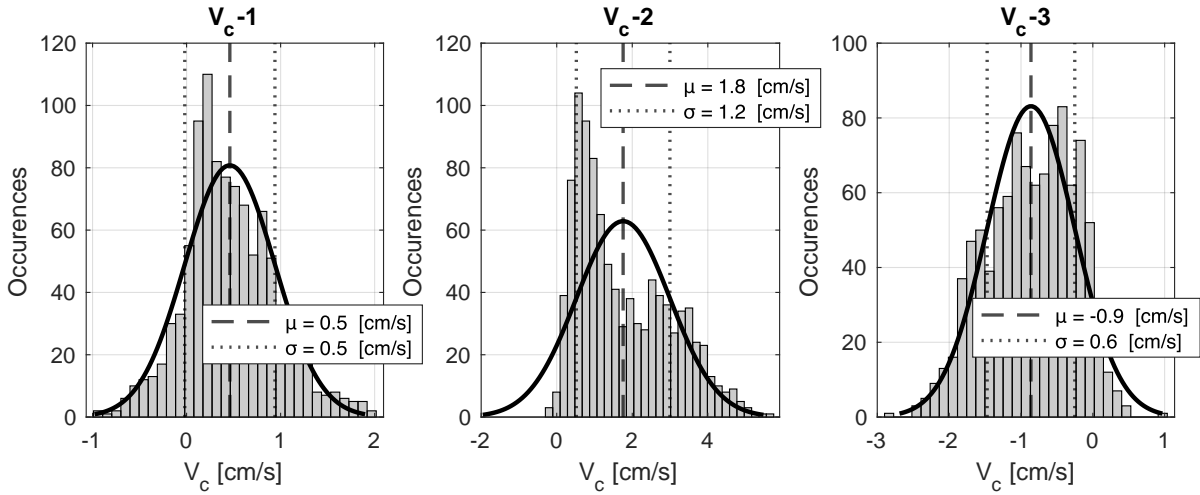 V_c-1
120
100
80
60
40
20
0
Occurences
-1
0
1
2
V_c [cm/s]
μ = 0.5 [cm/s]
σ = 0.5 [cm/s]
V_c-2
120
100
80
60
40
20
0
Occurences
-2
0
2
4
V_c [cm/s]
μ = 1.8 [cm/s]
σ = 1.2 [cm/s]
V_c-3
100
80
60
40
20
0
Occurences
-3
-2
-1
0
1
V_c [cm/s]
μ = -0.9 [cm/s]
σ = 0.6 [cm/s]